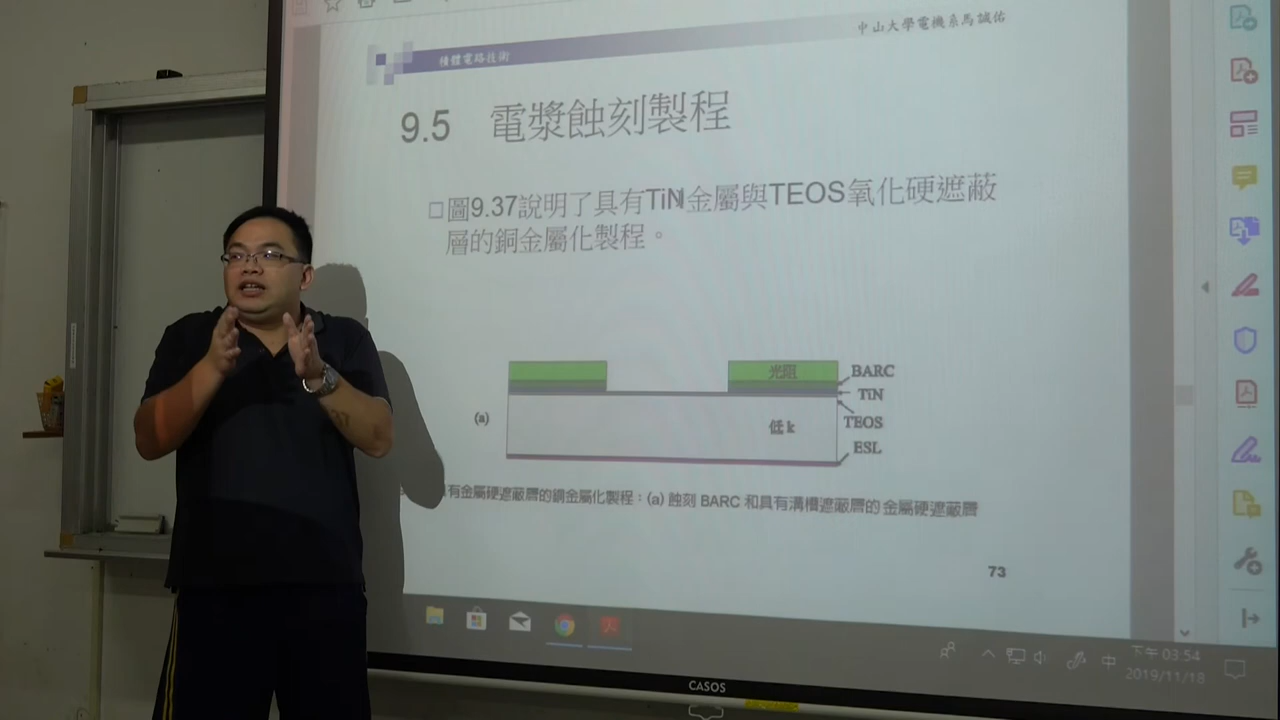 中山大學電機系馬誠佑
積體電路技術
9.5 電漿蝕刻製程
圖9.37說明了具有TiN金屬與TEOS氧化硬遮蔽
層的銅金屬化製程。
光阻
BARC
TiN
(a)
低 k
TEOS
ESL
有金屬硬遮蔽層的銅金屬化製程：(a) 蝕刻 BARC 和具有溝槽遮蔽層的金屬硬遮蔽層
73
中
下午 03:54
2019/11/18
CASOS